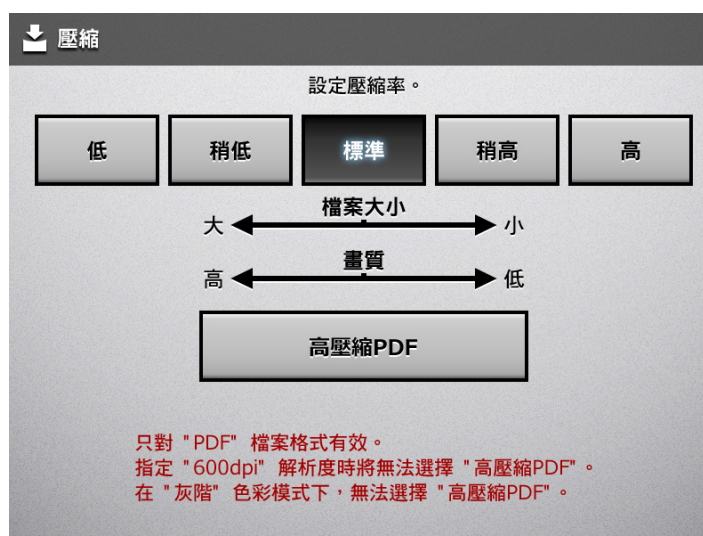 壓縮
設定壓縮率。
低 稍低 標準 稍高 高
檔案大小
大 小
畫質
高 低
高壓縮PDF
只對 "PDF" 檔案格式有效。
指定 "600dpi" 解析度時將無法選擇 "高壓縮PDF"。
在 "灰階" 色彩模式下，無法選擇 "高壓縮PDF"。